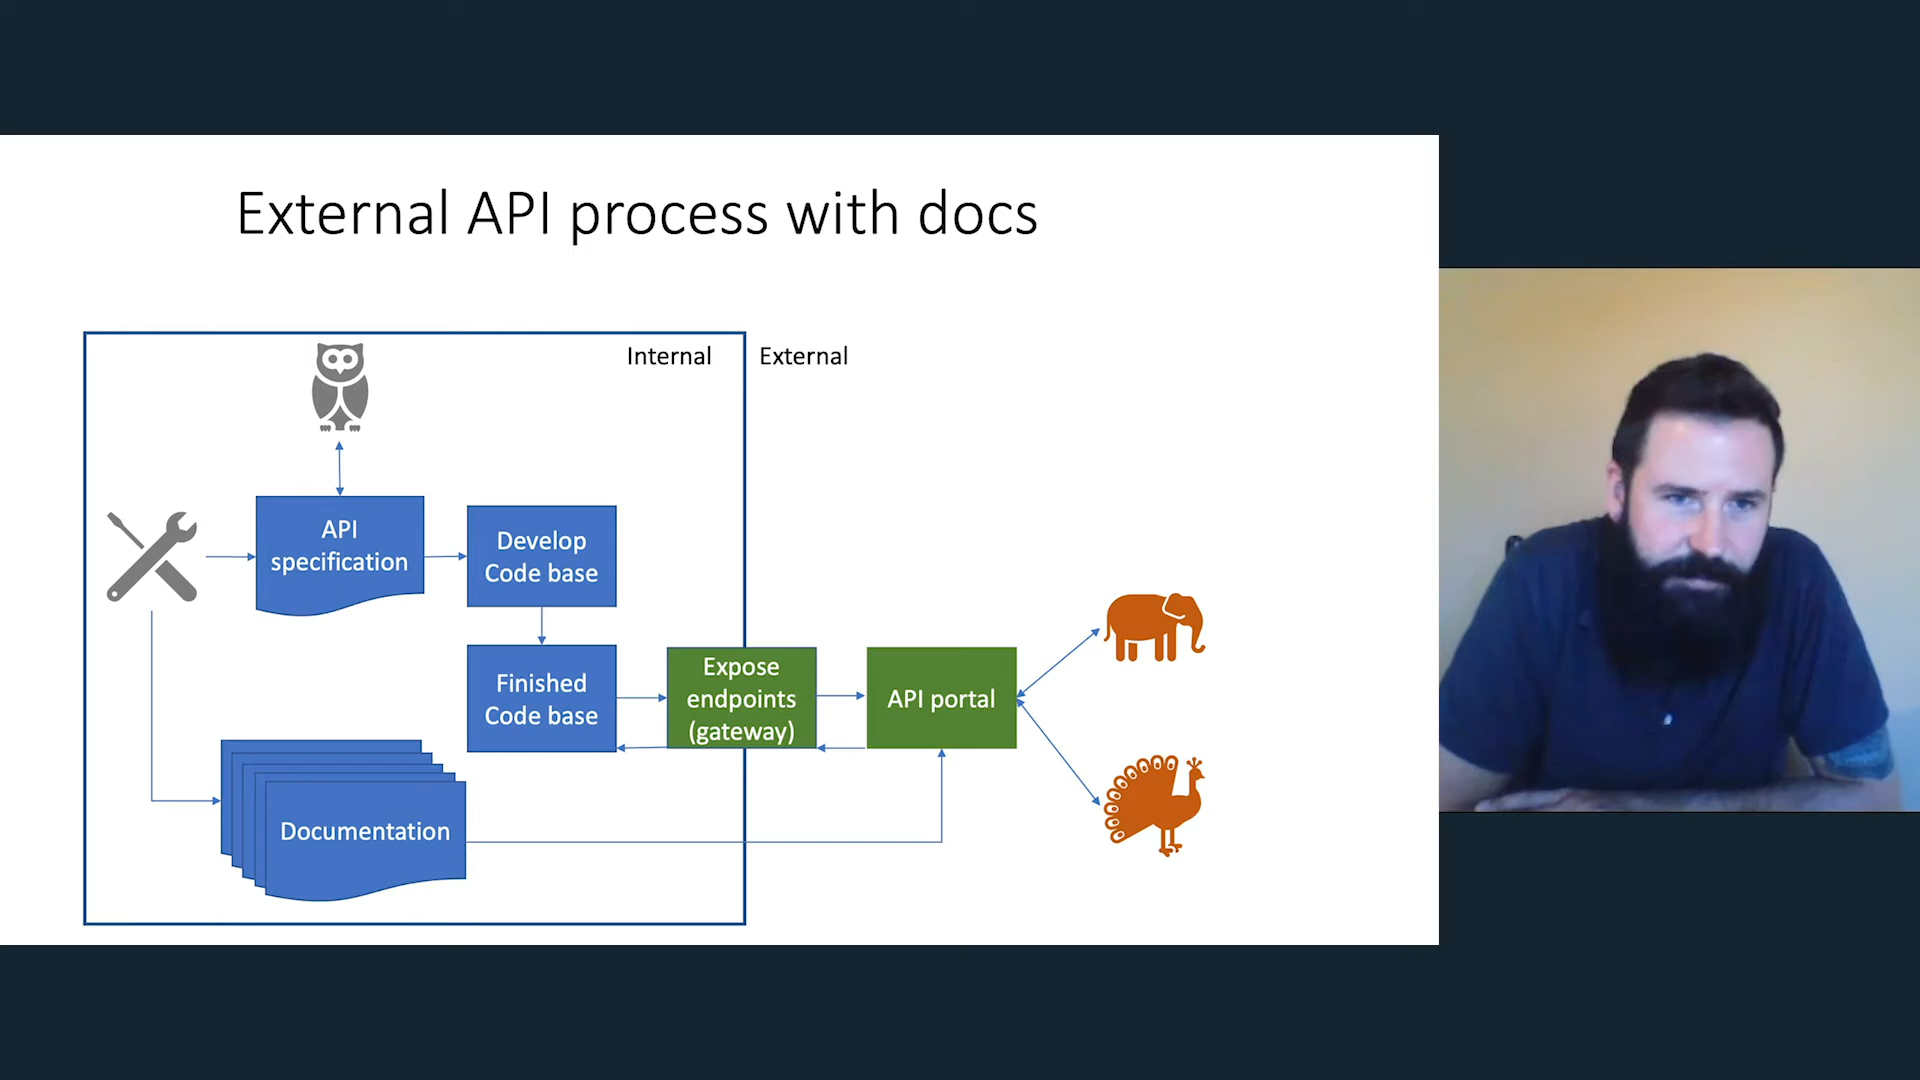 External API process with docs
Internal
External
API
specification
Develop
Code base
Finished
Code base
Expose
endpoints
(gateway)
API portal
Documentation